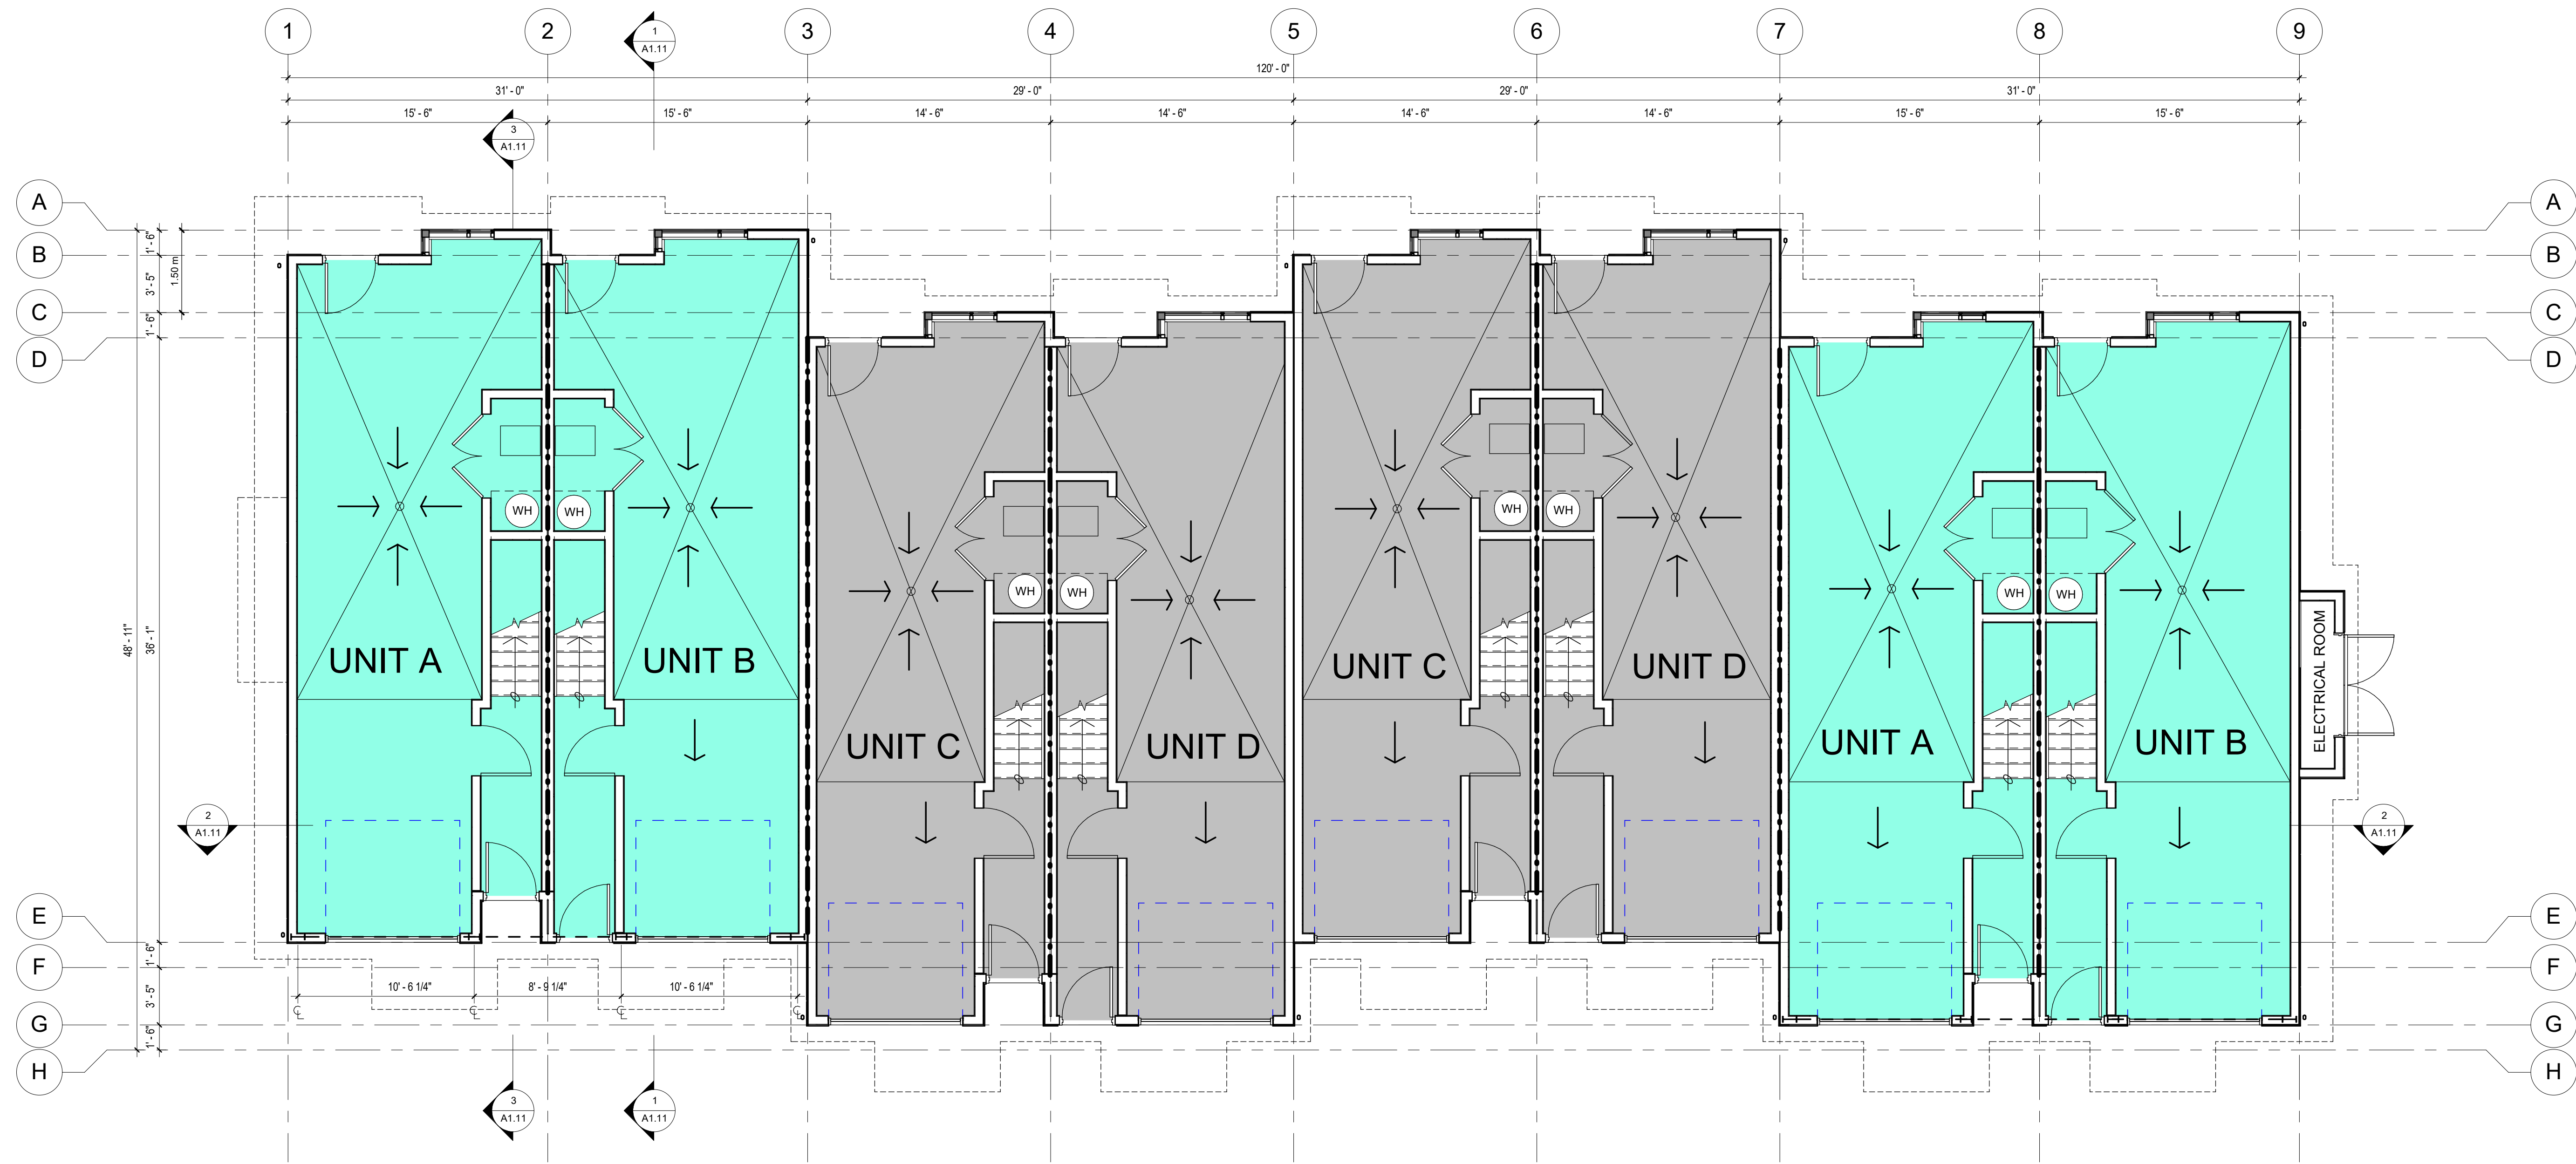 1
2
1
A1.11
3
4
5
6
7
8
9
120' - 0"
31' - 0"
29' - 0"
29' - 0"
31' - 0"
15' - 6"
15' - 6"
14' - 6"
14' - 6"
14' - 6"
14' - 6"
15' - 6"
15' - 6"
3
A1.11
A
A
B
B
C
C
D
D
1' - 6"
3' - 5"
1' - 6"
1.50 m
48' - 11"
36' - 1"
1' - 6"
3' - 5"
1' - 6"
WH
WH
WH
WH
WH
WH
WH
WH
UNIT A
UNIT B
UNIT C
UNIT D
UNIT C
UNIT D
UNIT A
UNIT B
ELECTRICAL ROOM
2
A1.11
2
A1.11
E
E
F
F
10' - 6 1/4"
8' - 9 1/4"
10' - 6 1/4"
G
G
H
H
3
A1.11
1
A1.11